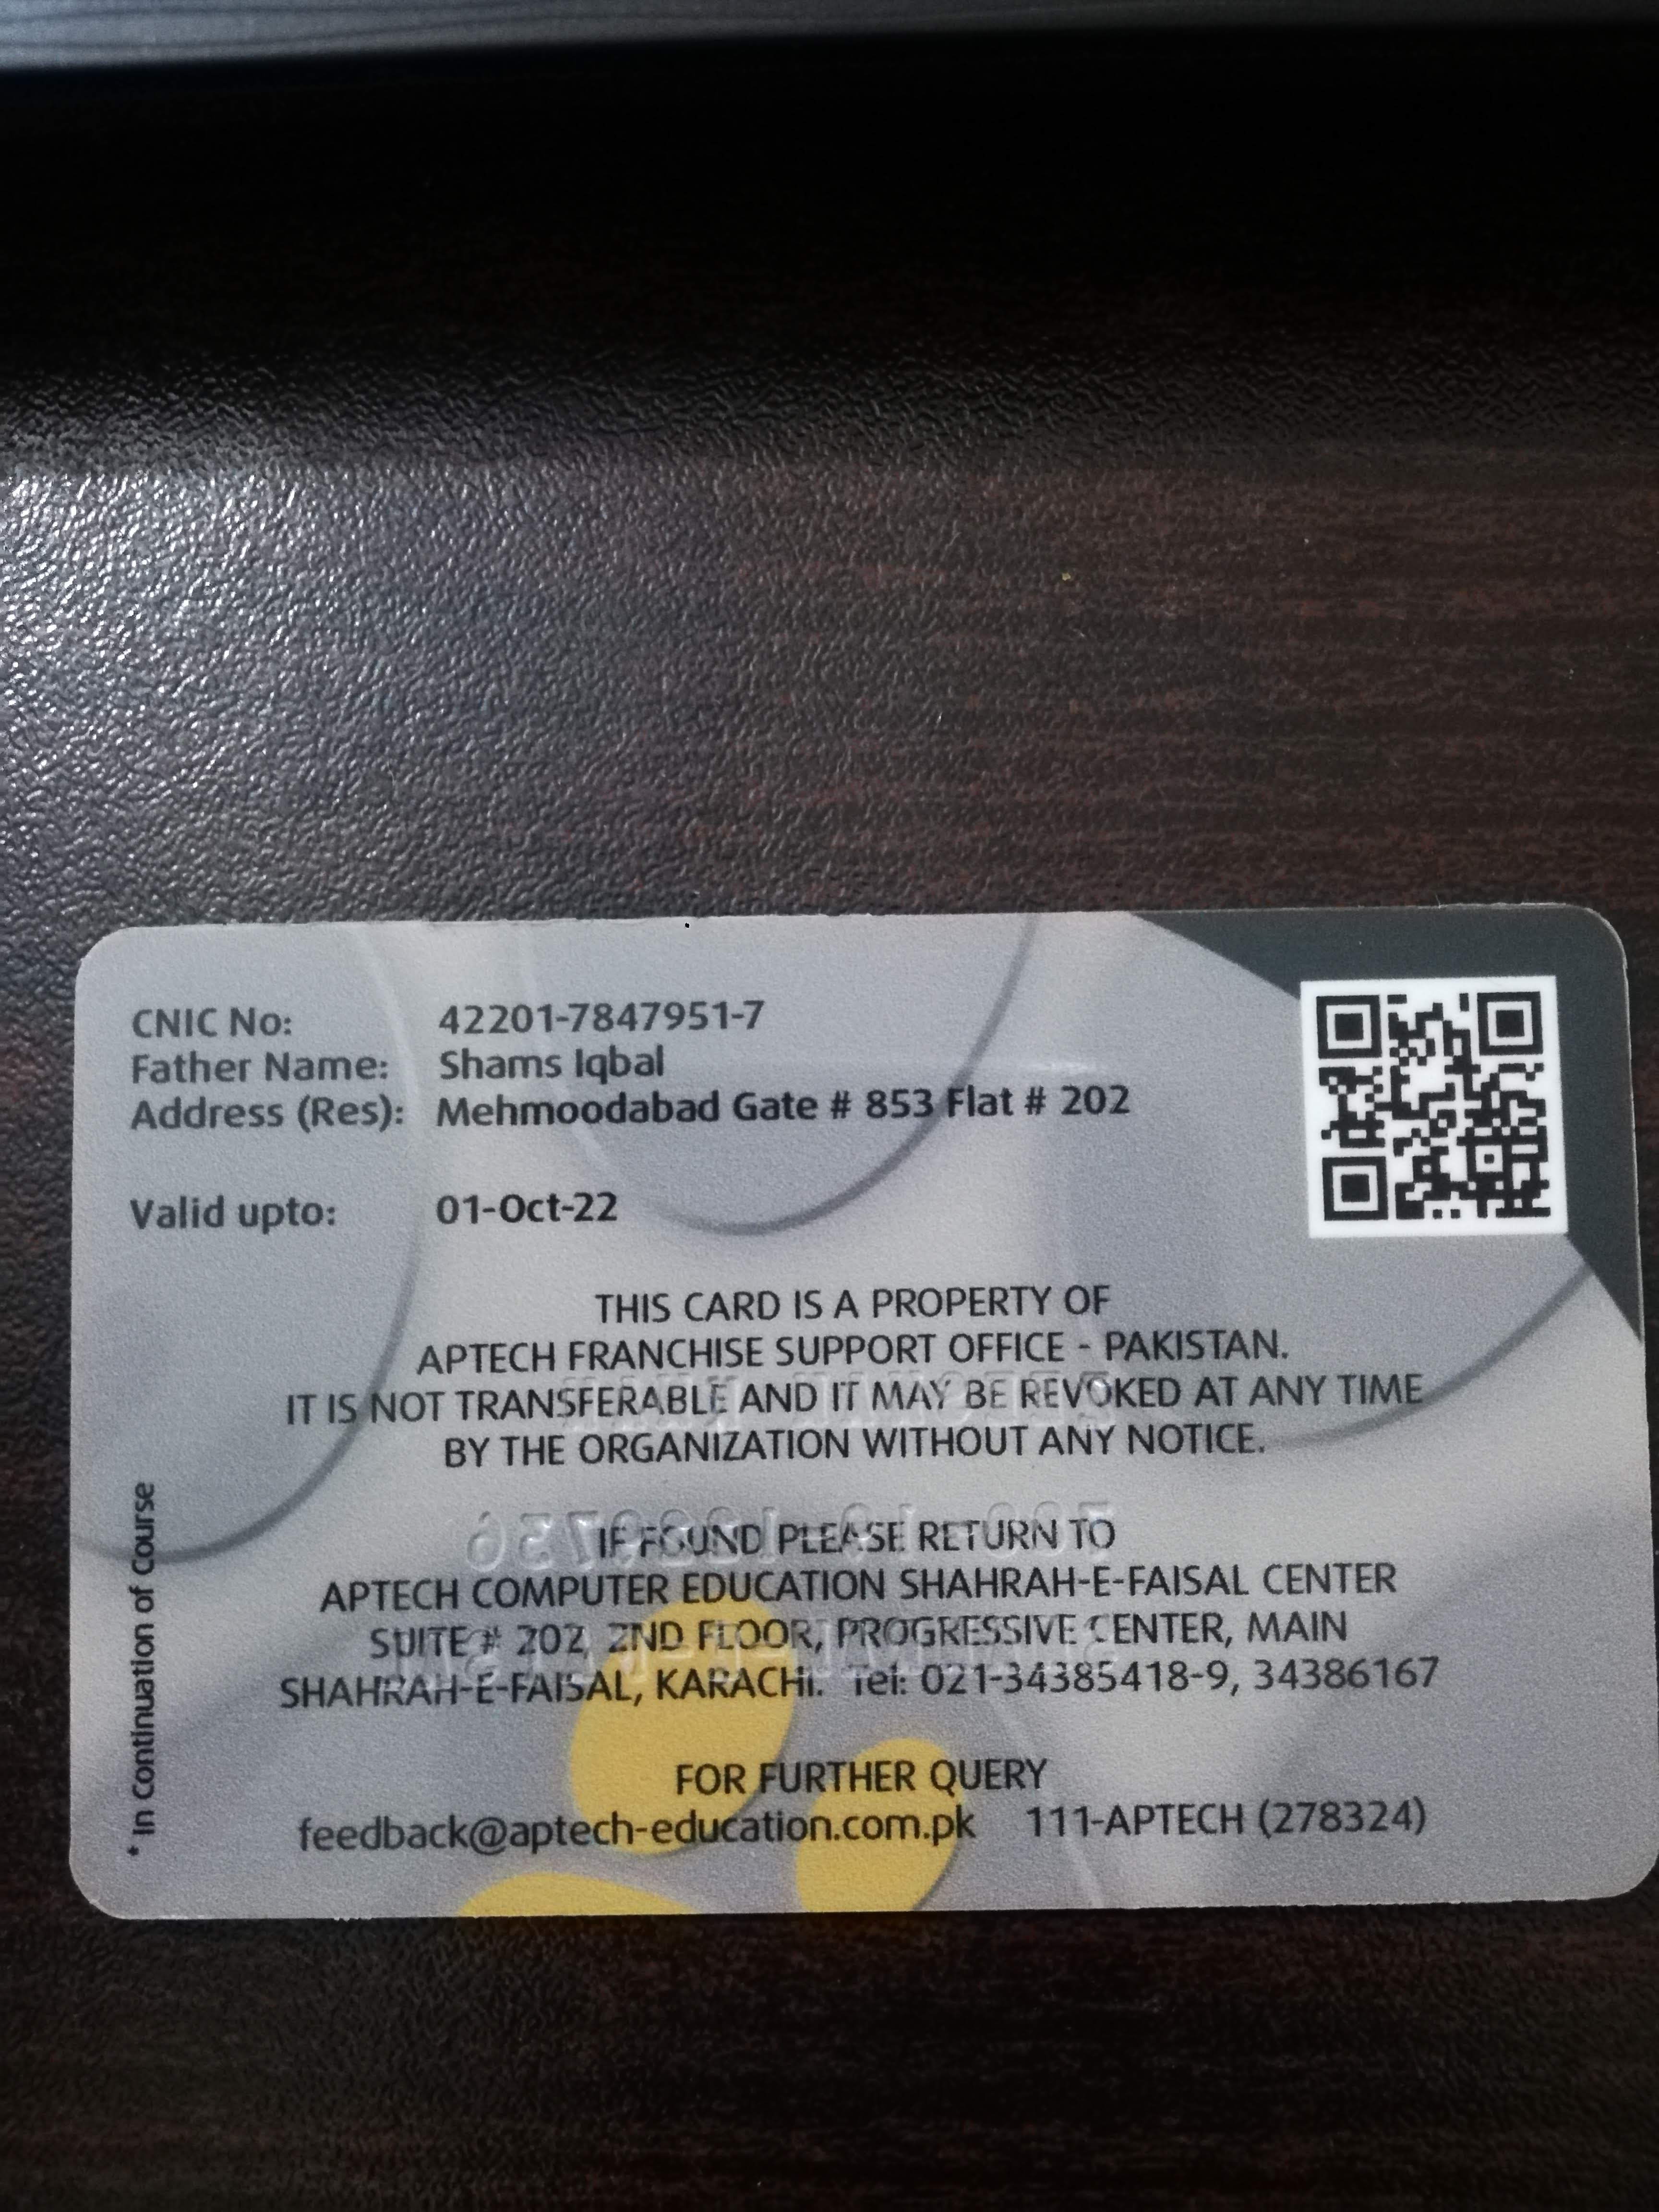 CNIC No: 42201-7847951-7
Father Name: Shams Iqbal
Address (Res): Mehmoodabad Gate # 853 Flat # 202
Valid upto: 01-Oct-22
THIS CARD IS A PROPERTY OF
APTECH FRANCHISE SUPPORT OFFICE - PAKISTAN.
IT IS NOT TRANSFERABLE AND IT MAY BE REVOKED AT ANY TIME
BY THE ORGANIZATION WITHOUT ANY NOTICE.
IF FOUND PLEASE RETURN TO
APTECH COMPUTER EDUCATION SHAHRAH-E-FAISAL CENTER
SUITE # 202, 2ND FLOOR, PROGRESSIVE CENTER, MAIN
SHAHRAH-E-FAISAL, KARACHI. Tel: 021-34385418-9, 34386167
FOR FURTHER QUERY
feedback@aptech-education.com.pk 111-APTECH (278324)
* In Continuation of Course